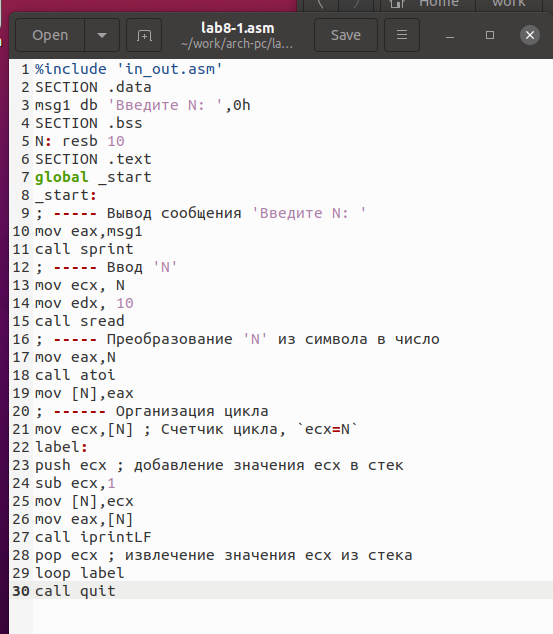 Home work
Open lab8-1.asm Save
~/work/arch-pc/la...
1 %include 'in_out.asm'
2 SECTION .data
3 msg1 db 'Введите N: ',0h
4 SECTION .bss
5 N: resb 10
6 SECTION .text
7 global _start
8 _start:
9 ; ----- Вывод сообщения 'Введите N: '
10 mov eax,msg1
11 call sprint
12 ; ----- Ввод 'N'
13 mov ecx, N
14 mov edx, 10
15 call sread
16 ; ----- Преобразование 'N' из символа в число
17 mov eax,N
18 call atoi
19 mov [N],eax
20 ; ------ Организация цикла
21 mov ecx,[N] ; Счетчик цикла, `ecx=N`
22 label:
23 push ecx ; добавление значения ecx в стек
24 sub ecx,1
25 mov [N],ecx
26 mov eax,[N]
27 call iprintLF
28 pop ecx ; извлечение значения ecx из стека
29 loop label
30 call quit